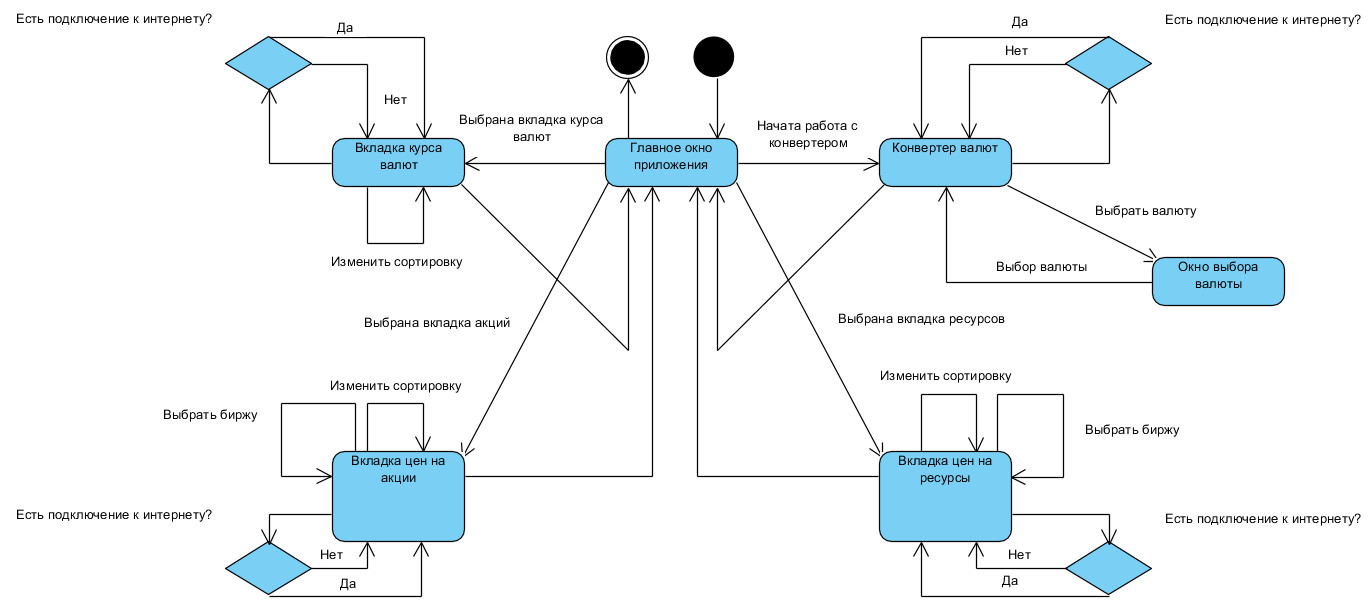 Есть подключение к интернету?
Да
Да
Есть подключение к интернету?
Нет
Нет
Выбрана вкладка курса
валют
Начата работа с
конвертером
Вкладка курса
валют
Главное окно
приложения
Конвертер валют
Выбрать валюту
Изменить сортировку
Выбор валюты
Окно выбора
валюты
Выбрана вкладка акций
Выбрана вкладка ресурсов
Изменить сортировку
Изменить сортировку
Выбрать биржу
Выбрать биржу
Вкладка цен на
акции
Вкладка цен на
ресурсы
Есть подключение к интернету?
Есть подключение к интернету?
Нет
Нет
Да
Да